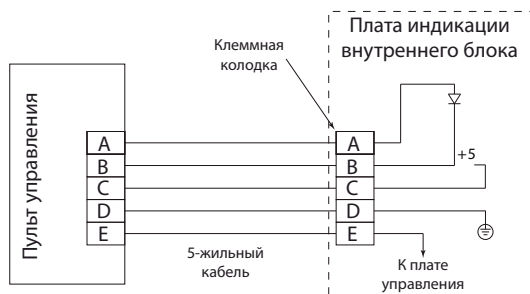 Плата индикации
внутреннего блока
Клеммная
колодка
Пульт управления
A
B
C
D
E
A
B
C
D
E
+5
5-жильный
кабель
К плате
управления